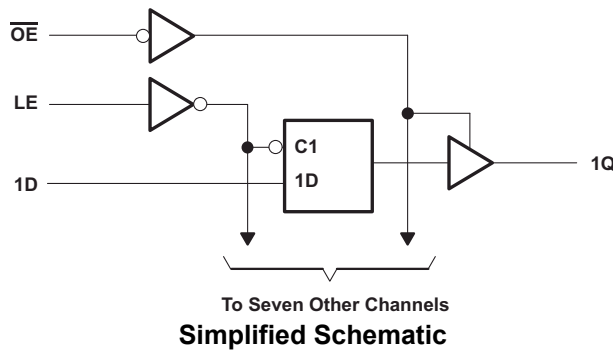 OE
LE
C1
1D
1D
1Q
To Seven Other Channels
Simplified Schematic